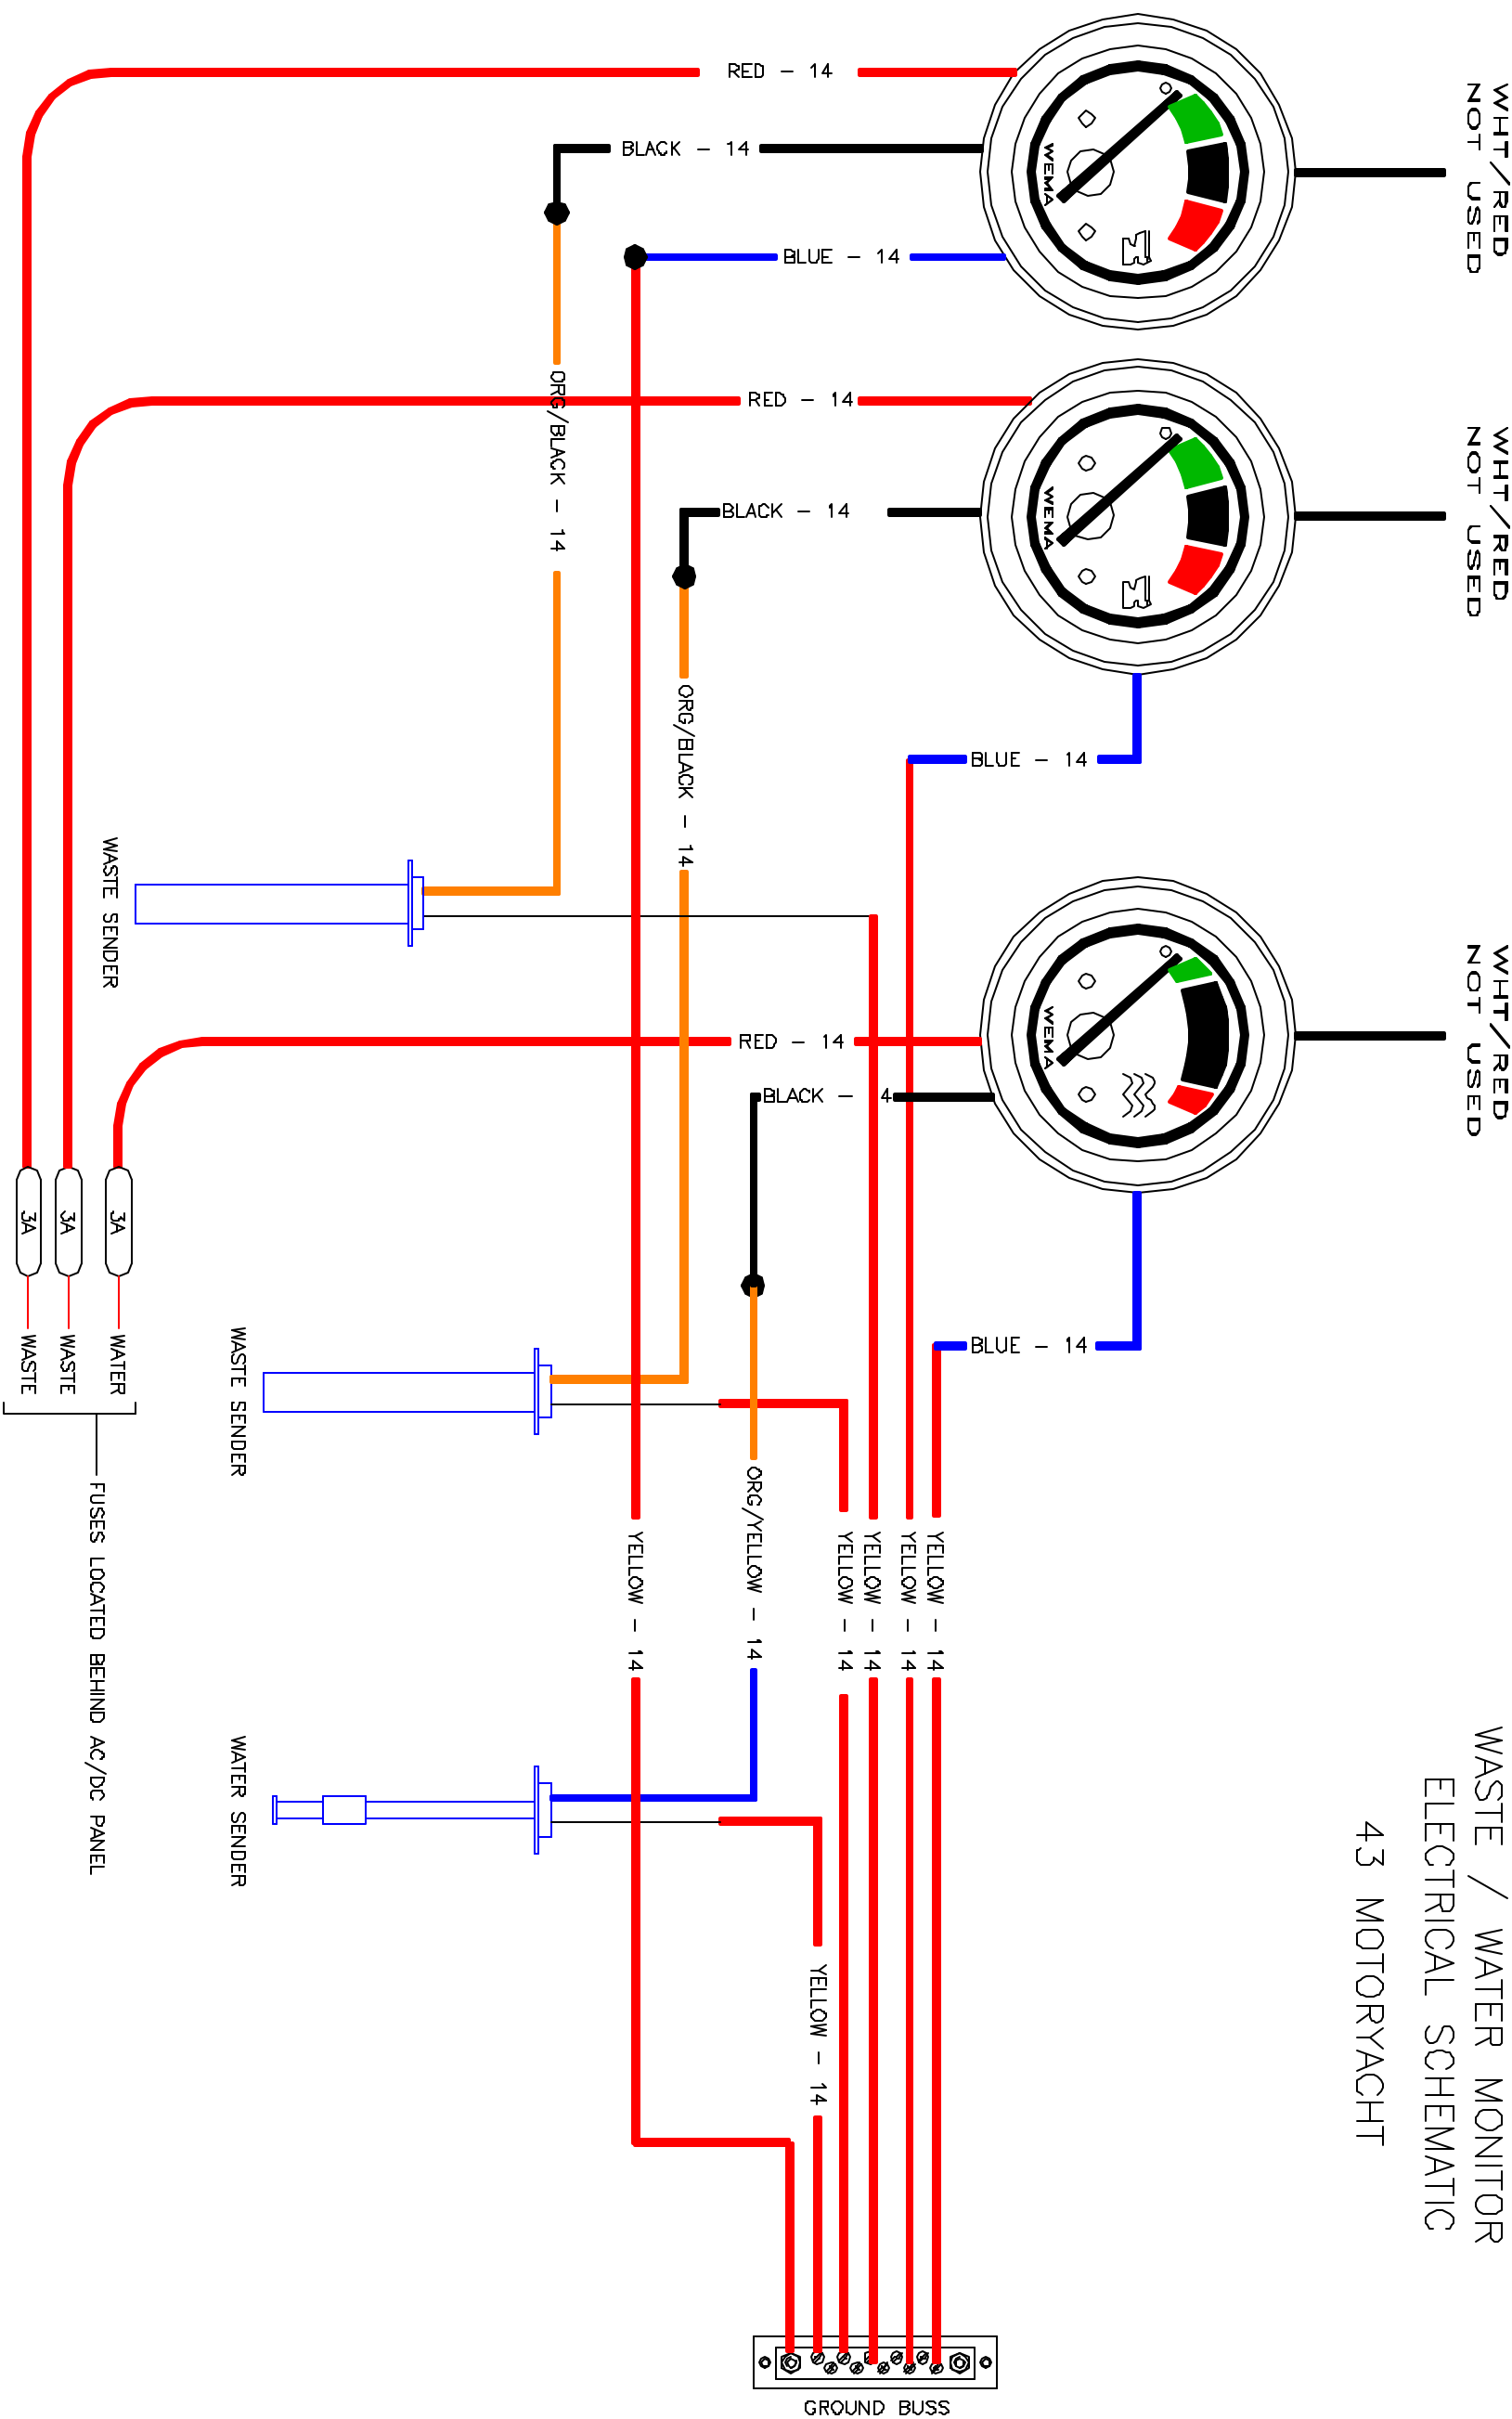 WASTE / WATER MONITOR
ELECTRICAL SCHEMATIC
43 MOTORYACHT
WHT/RED
NOT USED
WHT/RED
NOT USED
WHT/RED
NOT USED
WEMA
WEMA
WEMA
RED - 14
BLACK - 14
BLUE - 14
ORG/BLACK - 14
RED - 14
BLACK - 14
ORG/BLACK - 14
BLUE - 14
RED - 14
BLACK - 4
BLUE - 14
ORG/YELLOW - 14
WASTE SENDER
WASTE SENDER
WATER SENDER
3A
3A
3A
WASTE
WASTE
WATER
FUSES LOCATED BEHIND AC/DC PANEL
YELLOW - 14
YELLOW - 14
YELLOW - 14
YELLOW - 14
YELLOW - 14
YELLOW - 14
GROUND BUSS